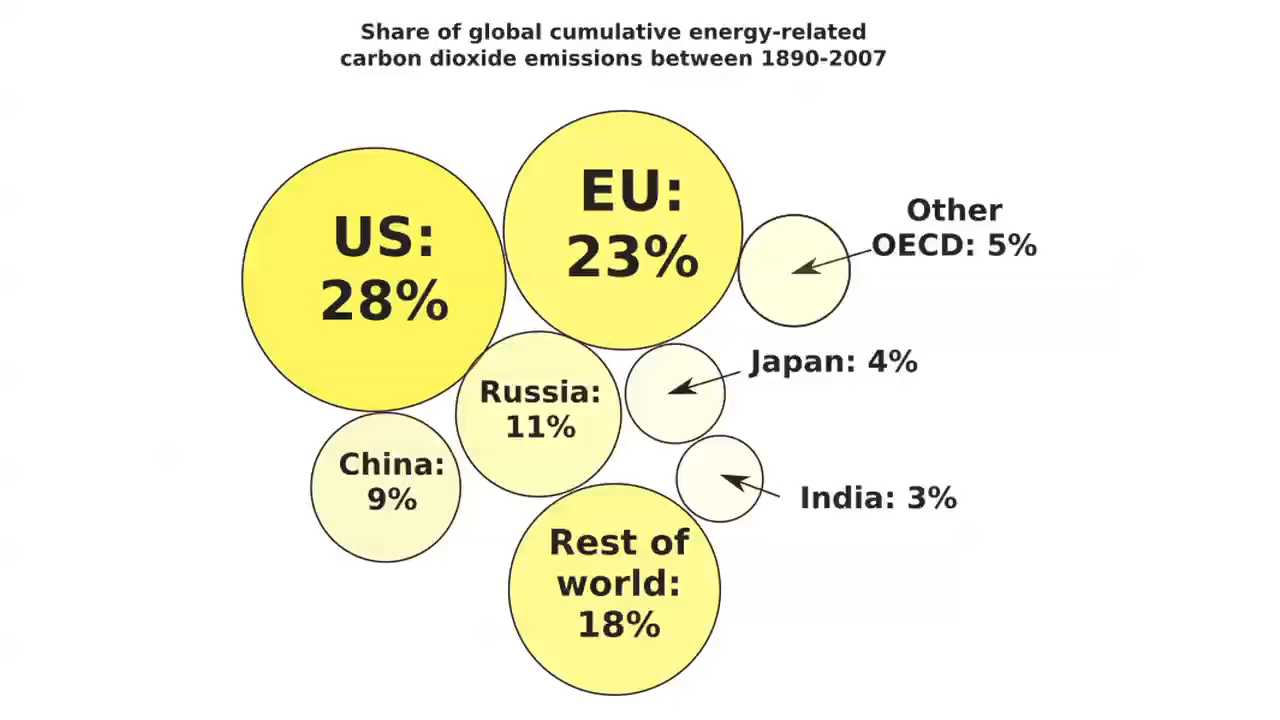 Share of global cumulative energy-related
carbon dioxide emissions between 1890-2007
US:
28%
EU:
23%
Other
OECD: 5%
Japan: 4%
Russia:
11%
China:
9%
India: 3%
Rest of
world:
18%